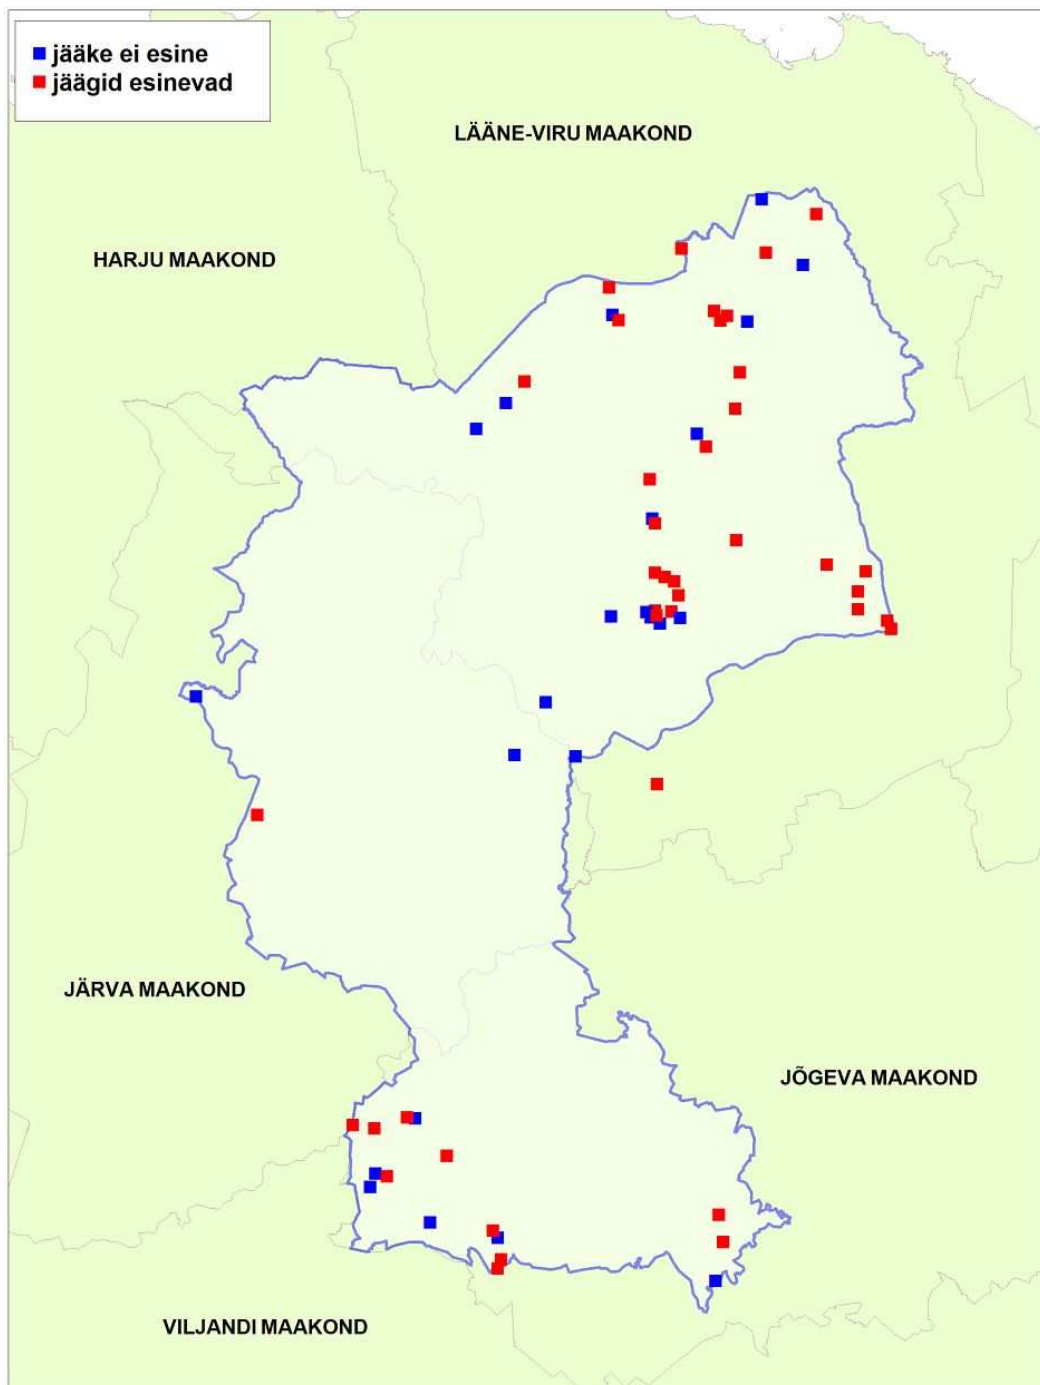 jääke ei esine
jäägid esinevad
LÄÄNE-VIRU MAAKOND
HARJU MAAKOND
JÄRVA MAAKOND
JÕGEVA MAAKOND
VILJANDI MAAKOND